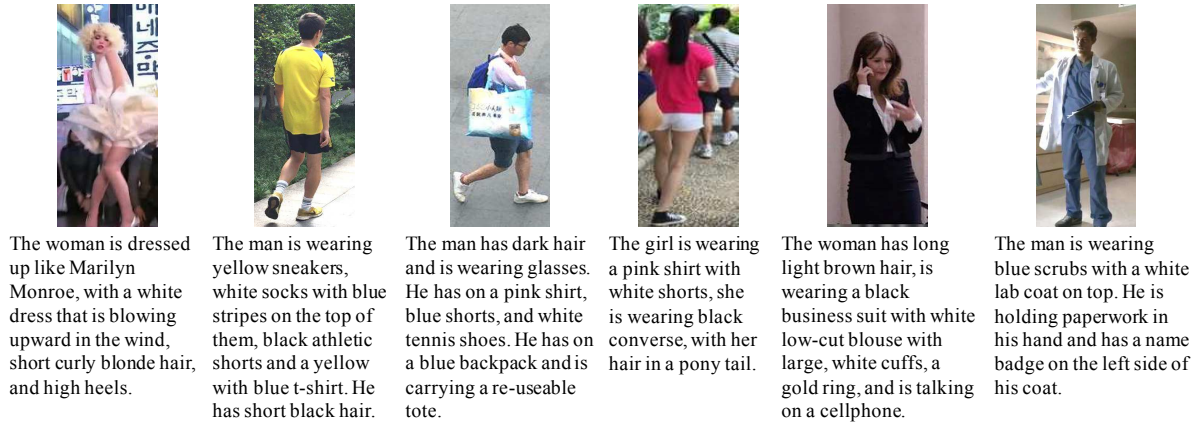 The woman is dressed
up like Marilyn
Monroe, with a white
dress that is blowing
upward in the wind,
short curly blonde hair,
and high heels.
The man is wearing
yellow sneakers,
white socks with blue
stripes on the top of
them, black athletic
shorts and a yellow
with blue t-shirt. He
has short black hair.
The man has dark hair
and is wearing glasses.
He has on a pink shirt,
blue shorts, and white
tennis shoes. He has on
a blue backpack and is
carrying a re-useable
tote.
The girl is wearing
a pink shirt with
white shorts, she
is wearing black
converse, with her
hair in a pony tail.
The woman has long
light brown hair, is
wearing a black
business suit with white
low-cut blouse with
large, white cuffs, a
gold ring, and is talking
on a cellphone.
The man is wearing
blue scrubs with a white
lab coat on top. He is
holding paperwork in
his hand and has a name
badge on the left side of
his coat.